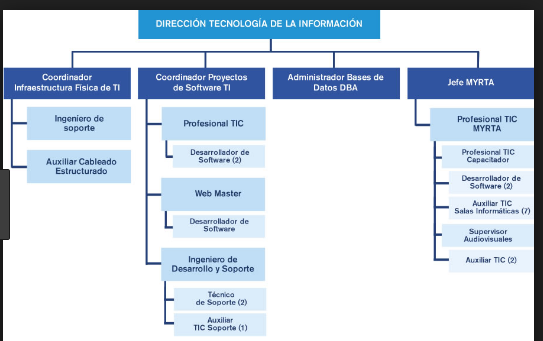 DIRECCIÓN TECNOLOGÍA DE LA INFORMACIÓN
Coordinador
Infraestructura Física de TI
Coordinador Proyectos
de Software TI
Administrador Bases de
Datos DBA
Jefe MYRTA
Ingeniero de
soporte
Auxiliar Cableado
Estructurado
Profesional TIC
Desarrollador de
Software (2)
Web Master
Desarrollador de
Software
Ingeniero de
Desarrollo y Soporte
Técnico
de Soporte (2)
Auxiliar
TIC Soporte (1)
Profesional TIC
MYRTA
Profesional TIC
Capacitador
Desarrollador de
Software (2)
Auxiliar TIC
Salas Informáticas (7)
Supervisor
Audiovisuales
Auxiliar TIC (2)